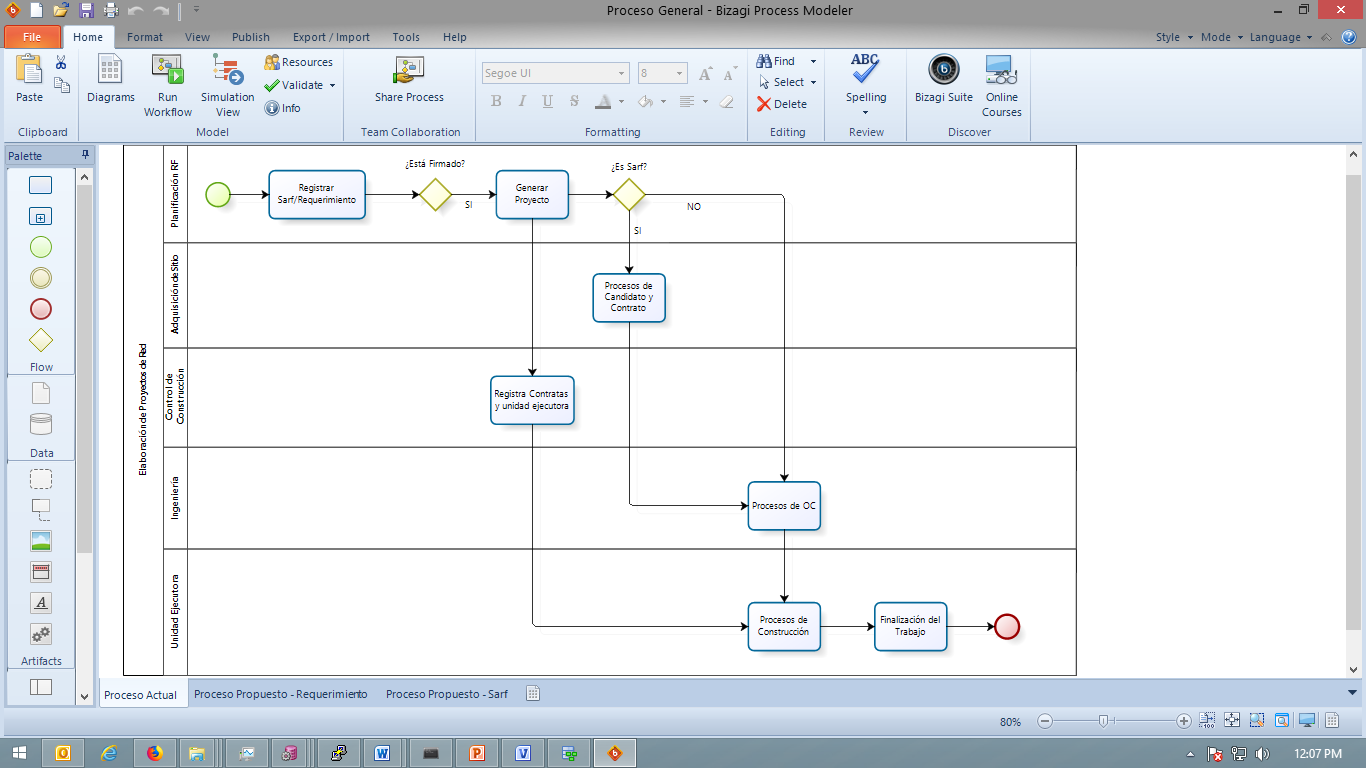 Proceso General - Bizagi Process Modeler
File
Home
Format
View
Publish
Export / Import
Tools
Help
Style
Mode
Language
Paste
Clipboard
Diagrams
Run
Workflow
Simulation
View
Resources
Validate
Info
Model
Share Process
Team Collaboration
Segoe UI
8
B
I
U
S
A
Formatting
Find
Select
Delete
Editing
ABC
Spelling
Review
Bizagi Suite
Online
Courses
Discover
Palette
Flow
Data
Artifacts
Elaboración de Proyectos de Red
Planificación RF
¿Está Firmado?
¿Es Sarf?
Registrar
Sarf/Requerimiento
SI
Generar
Proyecto
NO
SI
Adquisición de Sitio
Procesos de
Candidato y
Contrato
Control de
Construcción
Registra Contratas
y unidad ejecutora
Ingeniería
Procesos de OC
Unidad Ejecutora
Procesos de
Construcción
Finalización del
Trabajo
Proceso Actual
Proceso Propuesto - Requerimiento
Proceso Propuesto - Sarf
80%
12:07 PM